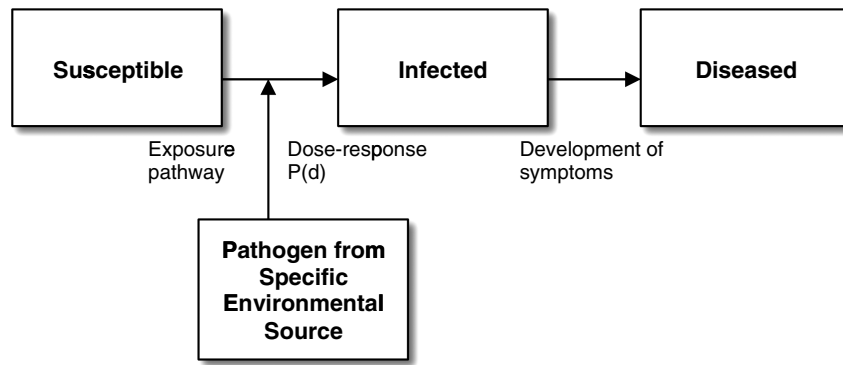 Susceptible
Infected
Diseased
Exposure
pathway
Dose-response
P(d)
Development of
symptoms
Pathogen from
Specific
Environmental
Source